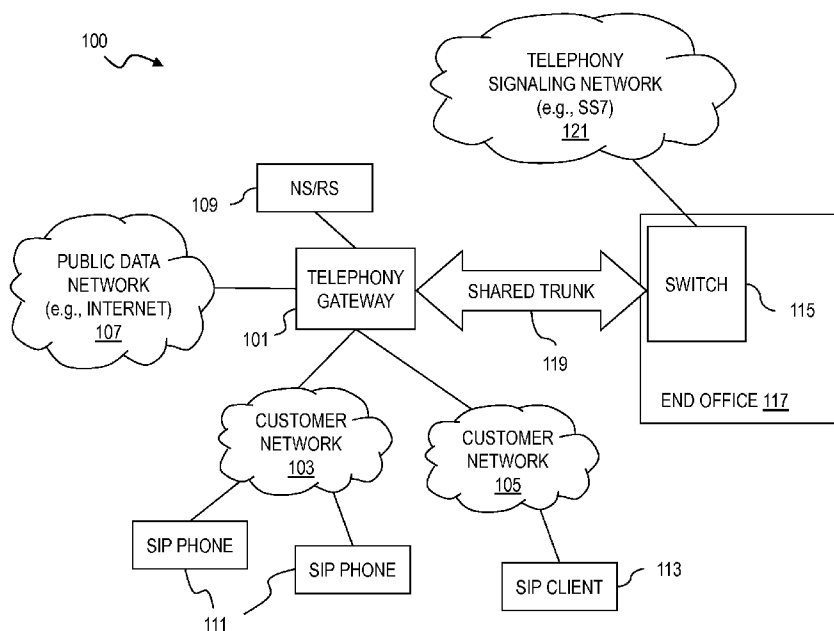 100
TELEPHONY
SIGNALING NETWORK
(e.g., SS7)
121
109
NS/RS
PUBLIC DATA
NETWORK
(e.g., INTERNET)
107
TELEPHONY
GATEWAY
101
SHARED TRUNK
119
SWITCH
115
END OFFICE 117
CUSTOMER
NETWORK
103
CUSTOMER
NETWORK
105
SIP PHONE
SIP PHONE
111
SIP CLIENT
113